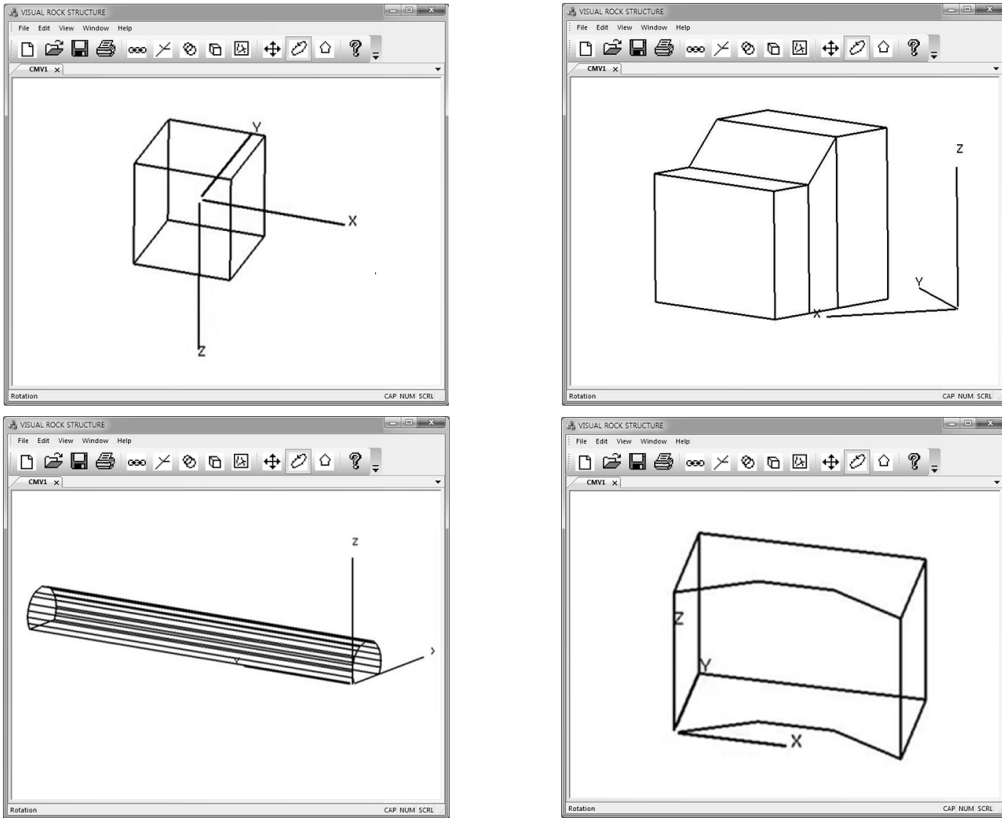 VISUAL ROCK STRUCTURE
File Edit View Window Help
CMV1 X
Y
X
Z
Rotation
CAP NUM SCRL
VISUAL ROCK STRUCTURE
File Edit View Window Help
CMV1 X
Z
Y
X
Rotation
CAP NUM SCRL
VISUAL ROCK STRUCTURE
File Edit View Window Help
CMV1 X
Z
Rotation
CAP NUM SCRL
VISUAL ROCK STRUCTURE
File Edit View Window Help
CMV1 X
Z
Y
X
Rotation
CAP NUM SCRL